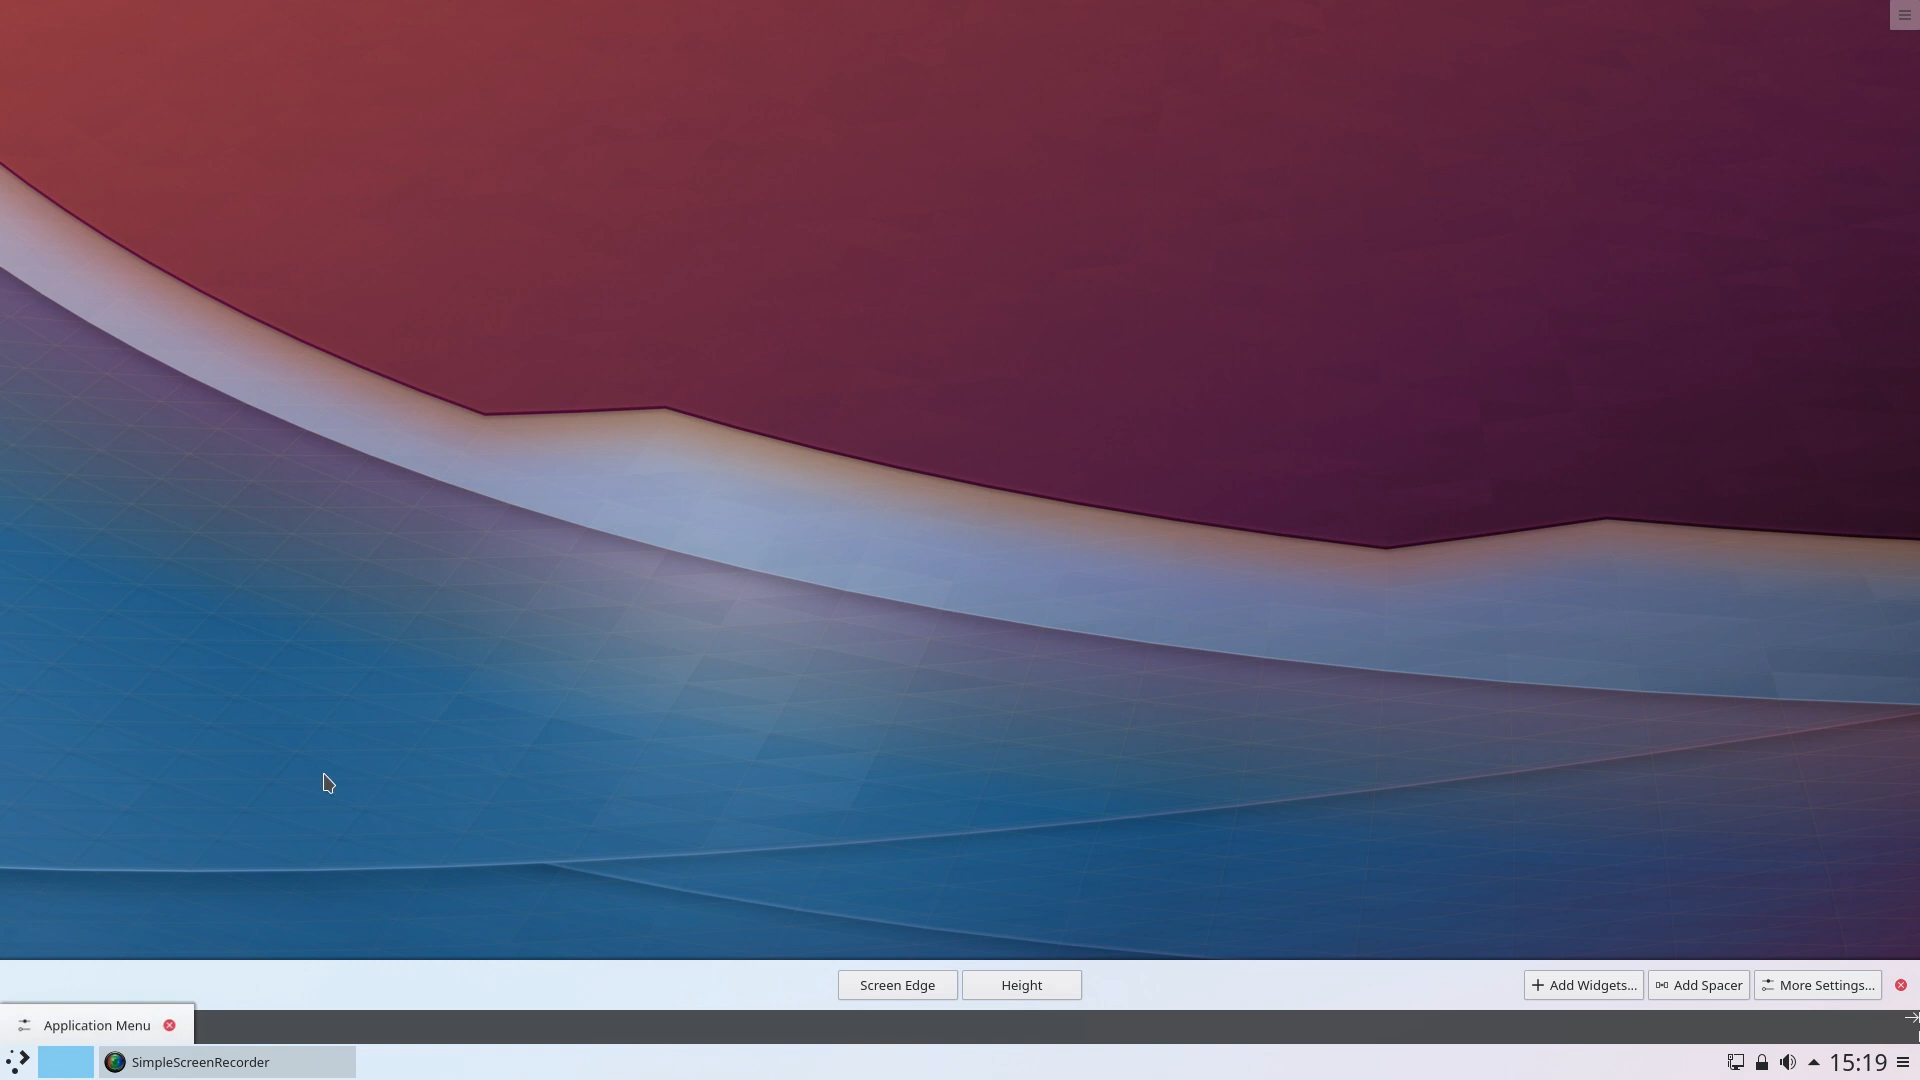 Screen Edge
Height
Add Widgets...
Add Spacer
More Settings...
Application Menu
SimpleScreenRecorder
15:19